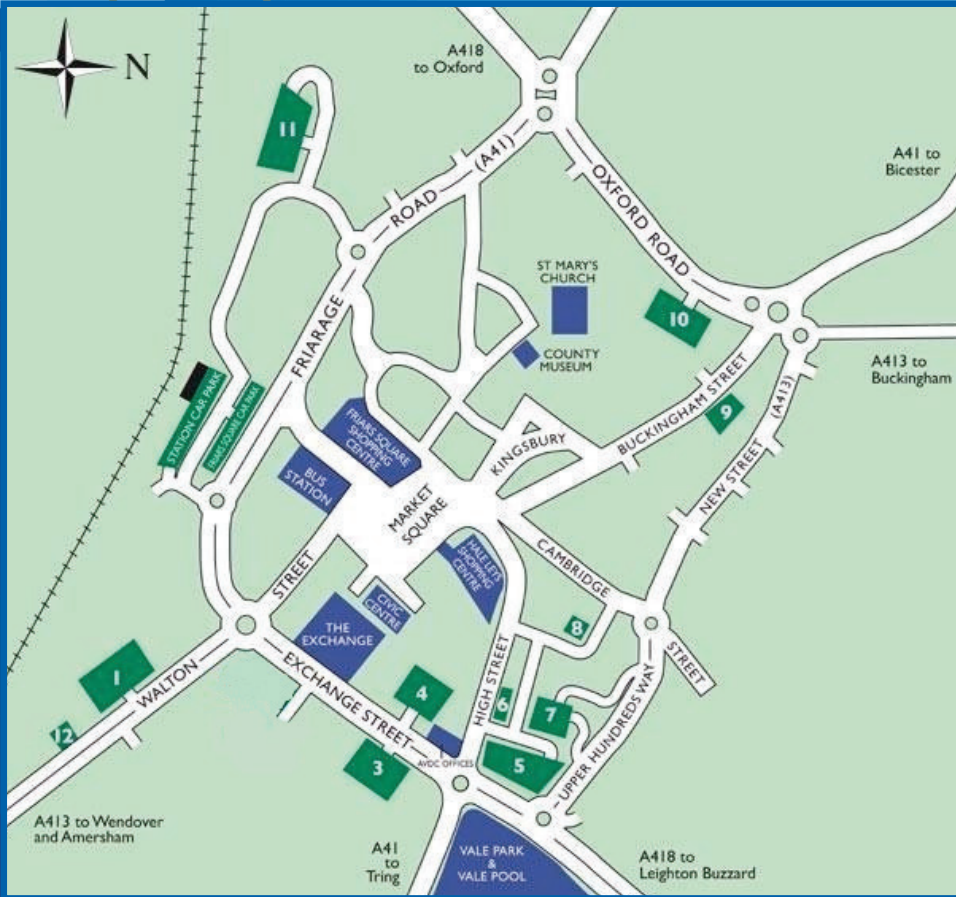 N
A418
to Oxford
A41 to
Bicester
11
ROAD
(A41)
OXFORD ROAD
ST MARY'S
CHURCH
10
FRIARAGE
COUNTY
MUSEUM
A413 to
Buckingham
STATION CAR PARK
FRIARS SQUARE CAR PARK
FRIARS SQUARE
SHOPPING
CENTRE
BUCKINGHAM STREET
(A413)
9
KINGSBURY
BUS
STATION
MARKET
SQUARE
NEW STREET
HALE LEYS
SHOPPING
CENTRE
CAMBRIDGE
STREET
STREET
CIVIC
CENTRE
THE
EXCHANGE
8
1
WALTON
EXCHANGE STREET
4
HIGH STREET
6
7
UPPER HUNDREDS WAY
12
3
AVDC OFFICES
5
A413 to Wendover
and Amersham
A41
to
Tring
VALE PARK
&
VALE POOL
A418 to
Leighton Buzzard